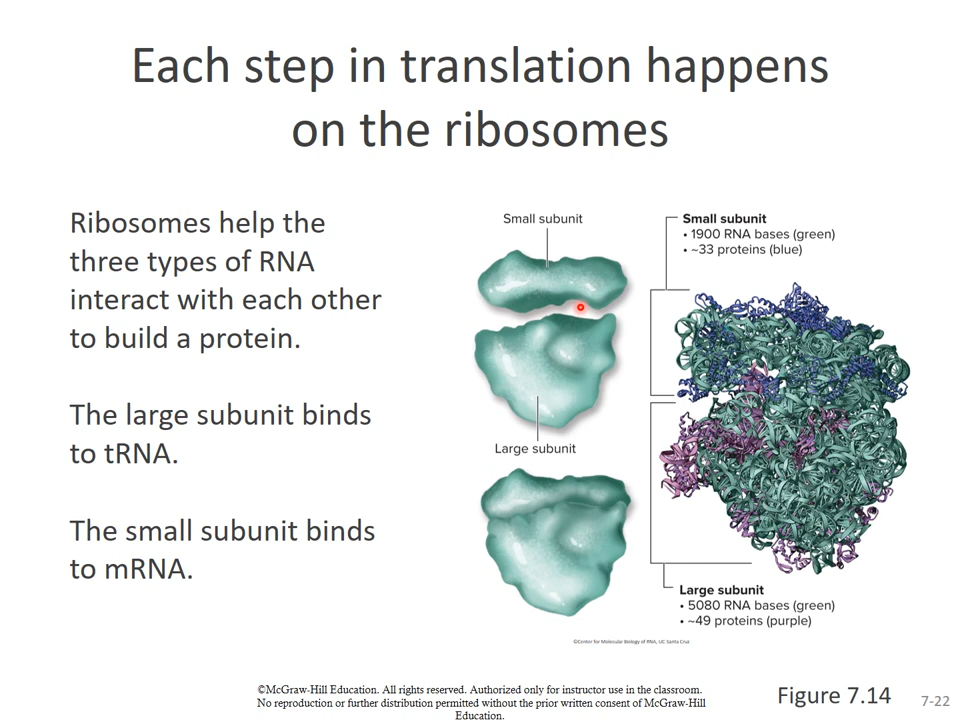 Each step in translation happens
on the ribosomes
Ribosomes help the
three types of RNA
interact with each other
to build a protein.
The large subunit binds
to tRNA.
The small subunit binds
to mRNA.
Small subunit
Large subunit
Small subunit
• 1900 RNA bases (green)
• ~33 proteins (blue)
Large subunit
• 5080 RNA bases (green)
• ~49 proteins (purple)
©Center for Molecular Biology of RNA, UC Santa Cruz
©McGraw-Hill Education. All rights reserved. Authorized only for instructor use in the classroom.
No reproduction or further distribution permitted without the prior written consent of McGraw-Hill
Education.
Figure 7.14
7-22